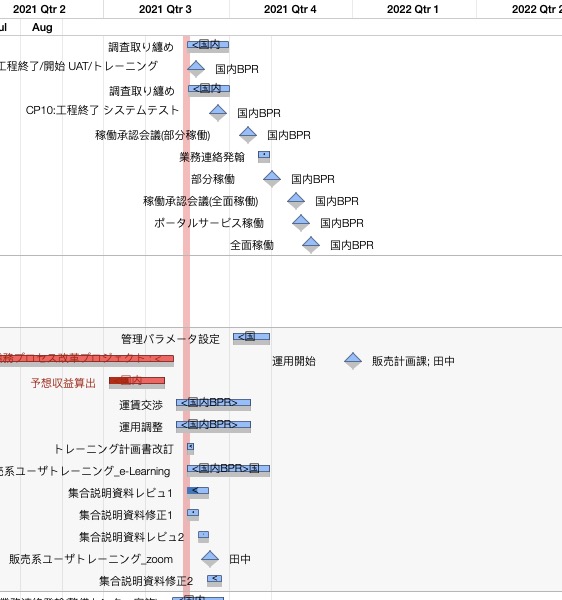 2021 Qtr 2 2021 Qtr 3 2021 Qtr 4 2022 Qtr 1 2022 Qtr 2
Jul Aug
調査取り纏め <国内
工程終了/開始 UAT/トレーニング 国内BPR
調査取り纏め <国内
CP10:工程終了 システムテスト 国内BPR
稼働承認会議(部分稼働) 国内BPR
業務連絡発翰
部分稼働 国内BPR
稼働承認会議(全面稼働) 国内BPR
ポータルサービス稼働 国内BPR
全面稼働 国内BPR
管理パラメータ設定 <国
務プロセス改革プロジェクト <
運用開始 販売計画課; 田中
予想収益算出 <国内
運賃交渉 <国内BPR>
運用調整 <国内BPR>
トレーニング計画書改訂 <
売系ユーザトレーニング_e-Learning <国内BPR>国
集合説明資料レビュ1 <
集合説明資料修正1
集合説明資料レビュ2
販売系ユーザトレーニング_zoom 田中
集合説明資料修正2 <
<国内